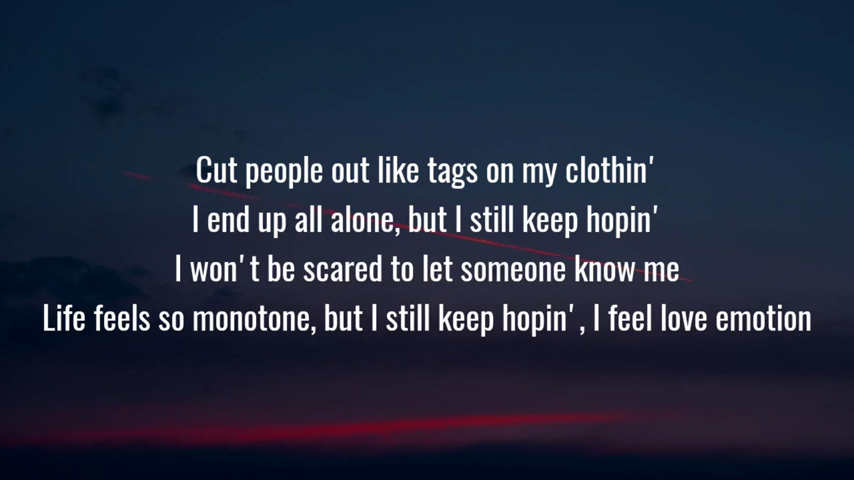 Cut people out like tags on my clothin'
I end up all alone, but I still keep hopin'
I won't be scared to let someone know me
Life feels so monotone, but I still keep hopin', I feel love emotion